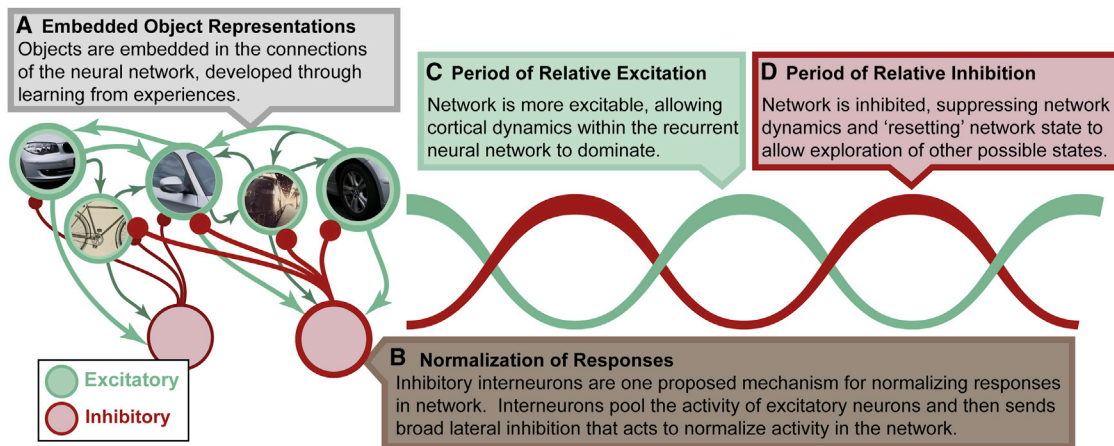 A Embedded Object Representations
Objects are embedded in the connections
of the neural network, developed through
learning from experiences.
C Period of Relative Excitation
Network is more excitable, allowing
cortical dynamics within the recurrent
neural network to dominate.
D Period of Relative Inhibition
Network is inhibited, suppressing network
dynamics and ‘resetting’ network state to
allow exploration of other possible states.
B Normalization of Responses
Inhibitory interneurons are one proposed mechanism for normalizing responses
in network. Interneurons pool the activity of excitatory neurons and then sends
broad lateral inhibition that acts to normalize activity in the network.
Excitatory
Inhibitory